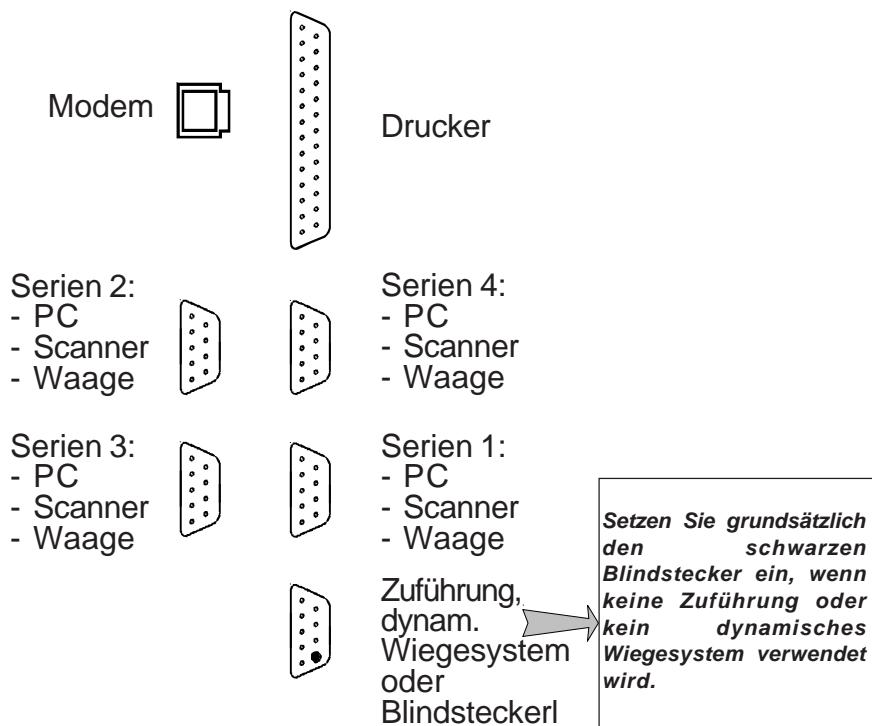 Modem
Drucker
Serien 2:
- PC
- Scanner
- Waage
Serien 4:
- PC
- Scanner
- Waage
Serien 3:
- PC
- Scanner
- Waage
Serien 1:
- PC
- Scanner
- Waage
Zuführung,
dynam.
Wiegesystem
oder
Blindsteckerl
Setzen Sie grundsätzlich
den schwarzen
Blindstecker ein, wenn
keine Zuführung oder
kein dynamisches
Wiegesystem verwendet
wird.